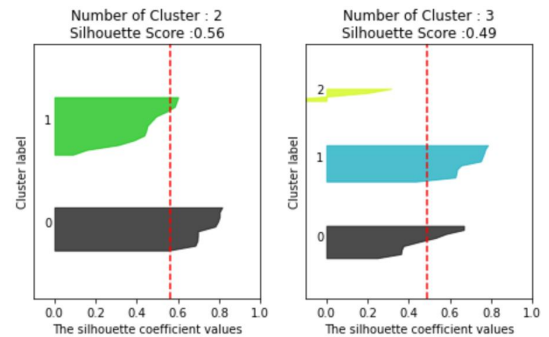 Number of Cluster : 2
Silhouette Score :0.56
Cluster label
1
0
0.0 0.2 0.4 0.6 0.8 1.0
The silhouette coefficient values
Number of Cluster : 3
Silhouette Score :0.49
Cluster label
2
1
0
0.0 0.2 0.4 0.6 0.8 1.0
The silhouette coefficient values